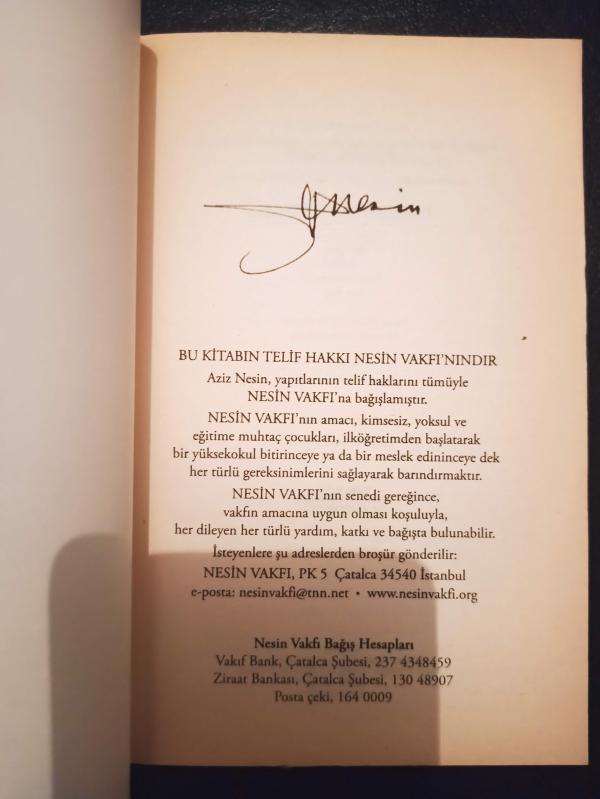 Nesin
BU KİTABIN TELİF HAKKI NESİN VAKFI'NINDIR
Aziz Nesin, yapıtlarının telif haklarını tümüyle
NESİN VAKFI'na bağışlamıştır.
NESİN VAKFI'nın amacı, kimsesiz, yoksul ve
eğitime muhtaç çocukları, ilköğretimden başlatarak
bir yüksekokul bitirinceye ya da bir meslek edininceye dek
her türlü gereksinimlerini sağlayarak barındırmaktır.
NESİN VAKFI'nın senedi gereğince,
vakfın amacına uygun olması koşuluyla,
her dileyen her türlü yardım, katkı ve bağışta bulunabilir.
İsteyenlere şu adreslerden broşür gönderilir:
NESİN VAKFI, PK 5 Çatalca 34540 İstanbul
e-posta: nesinvakfi@tnn.net • www.nesinvakfi.org
Nesin Vakfı Bağış Hesapları
Vakıf Bank, Çatalca Şubesi, 237 4348459
Ziraat Bankası, Çatalca Şubesi, 130 48907
Posta çeki, 164 0009